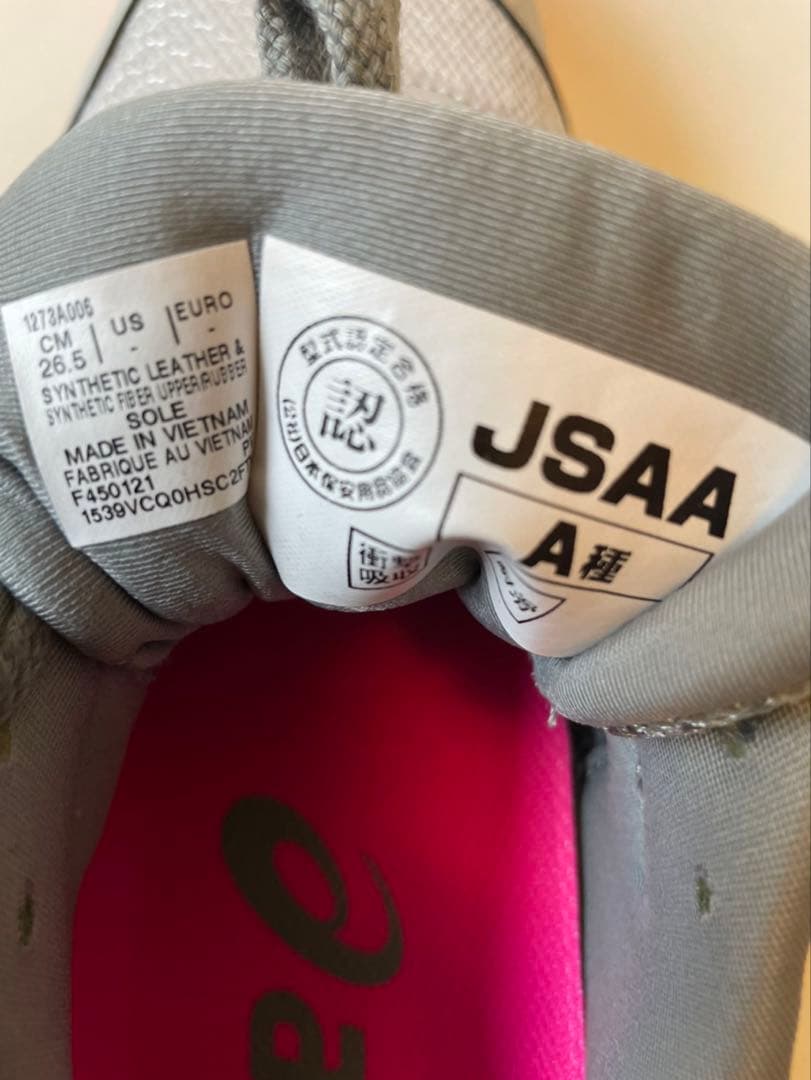 1273A006
CM | US | EURO
26.5 | - | -
SYNTHETIC LEATHER &
SYNTHETIC FIBER UPPER/RUBBER
SOLE
MADE IN VIETNAM
FABRIQUE AU VIETNAM
F450121
1539VCQ0HSC2F
型式認定合格
認
(公社)日本保安用品協会
JSAA
A種
衝撃
吸収
滑
a